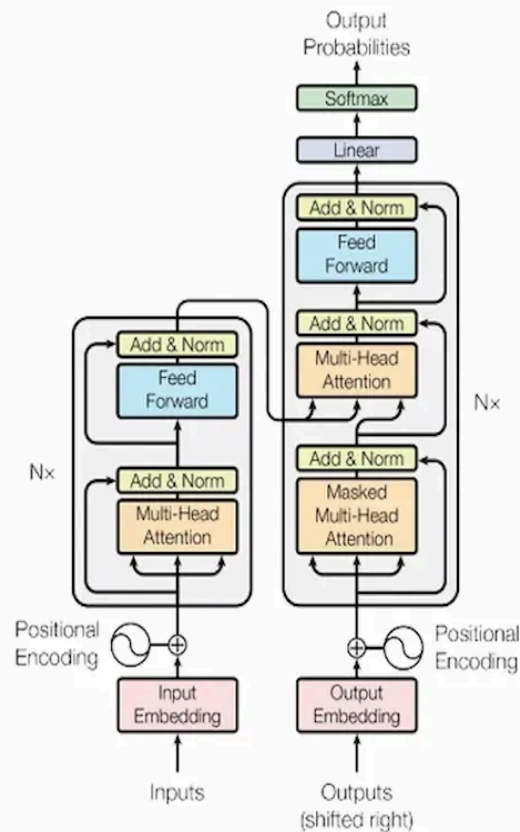 Output
Probabilities
Softmax
Linear
Add & Norm
Feed
Forward
Add & Norm
Multi-Head
Attention
Nx
Add & Norm
Masked
Multi-Head
Attention
Add & Norm
Feed
Forward
Nx
Add & Norm
Multi-Head
Attention
Positional
Encoding
Positional
Encoding
Input
Embedding
Output
Embedding
Inputs
Outputs
(shifted right)